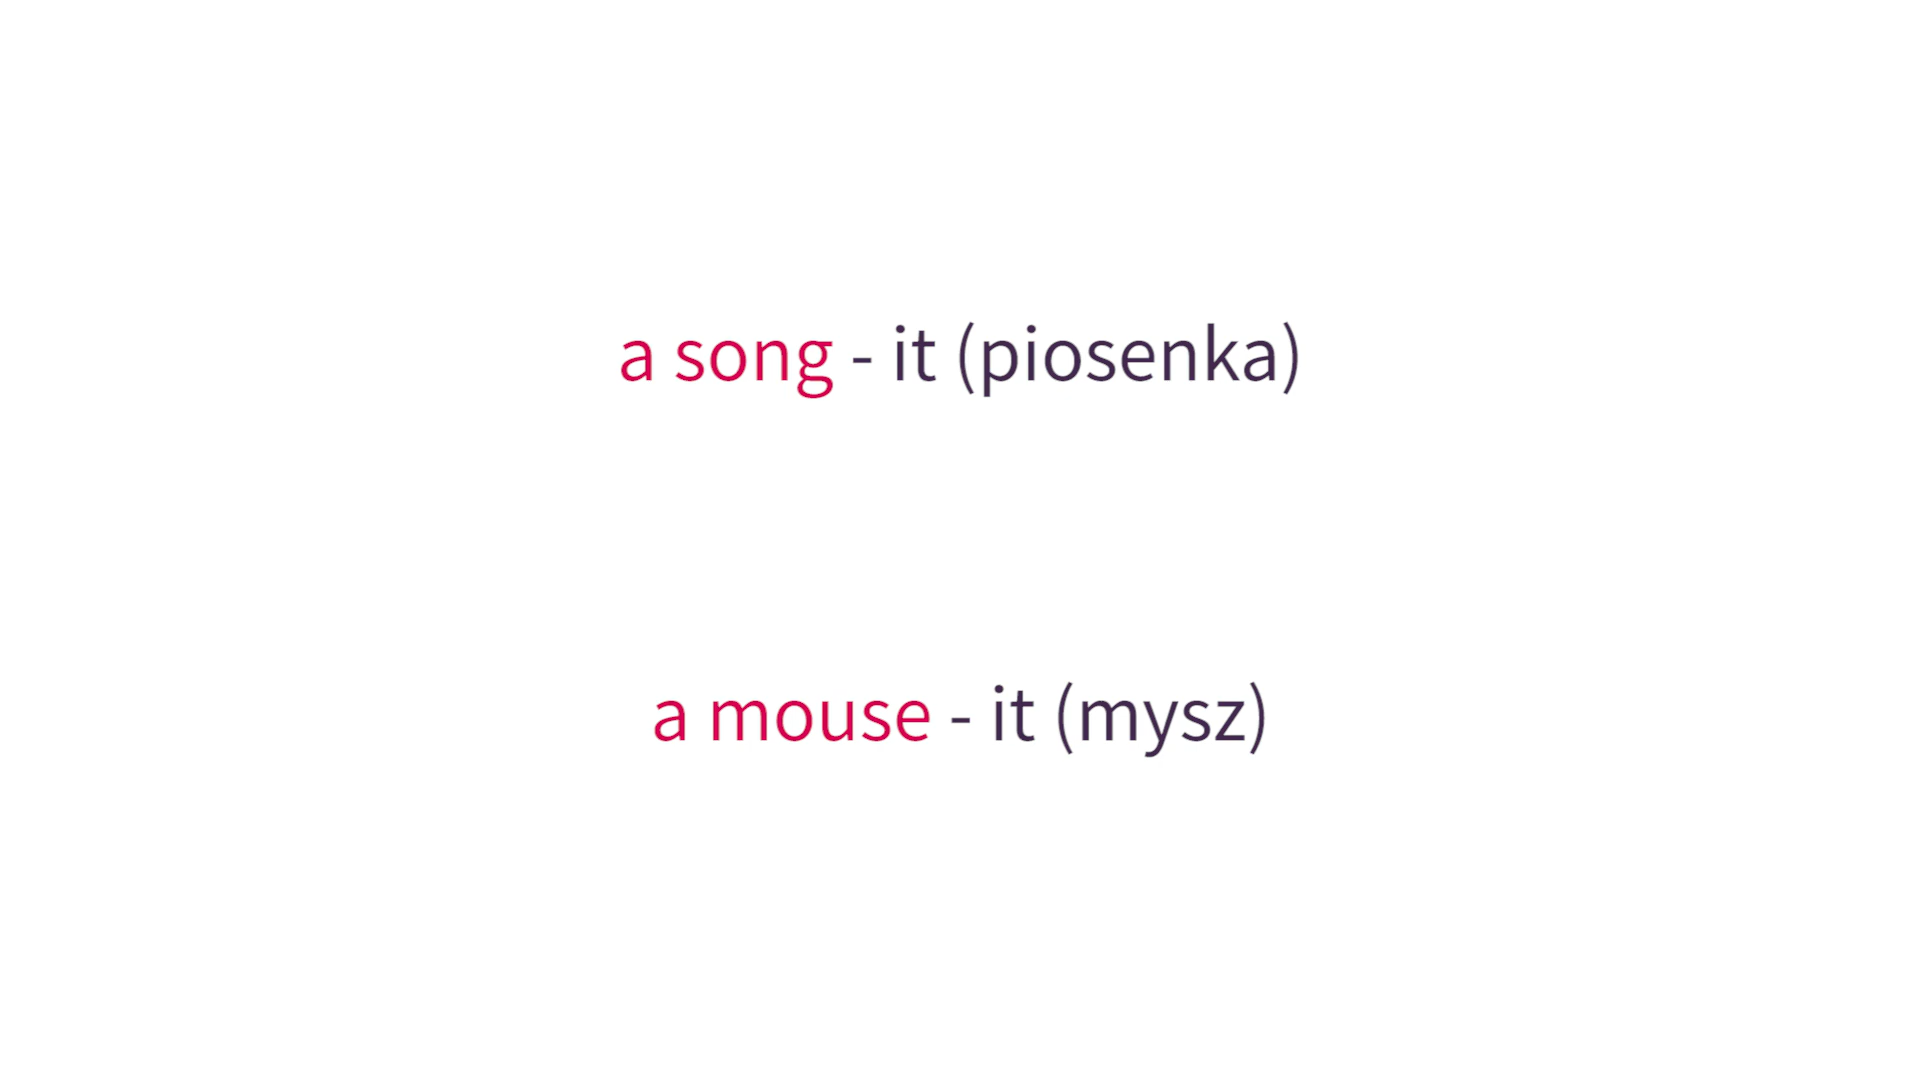 a song - it (piosenka)
a mouse - it (mysz)